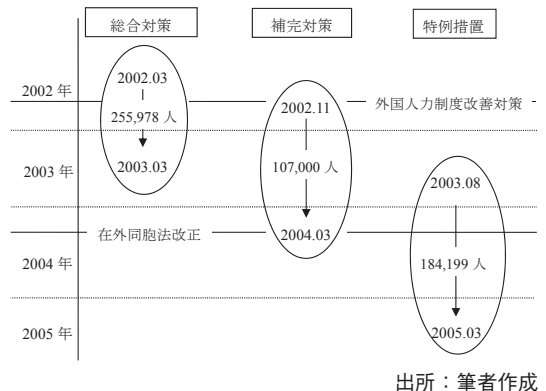 総合対策 補完対策 特例措置
2002.03
2002 年
2002.11 外国人力制度改善対策
255,978 人
2003.03 107,000 人
2003 年
2003.08
在外同胞法改正 2004.03
2004 年 184,199 人
2005 年 2005.03
出所：筆者作成